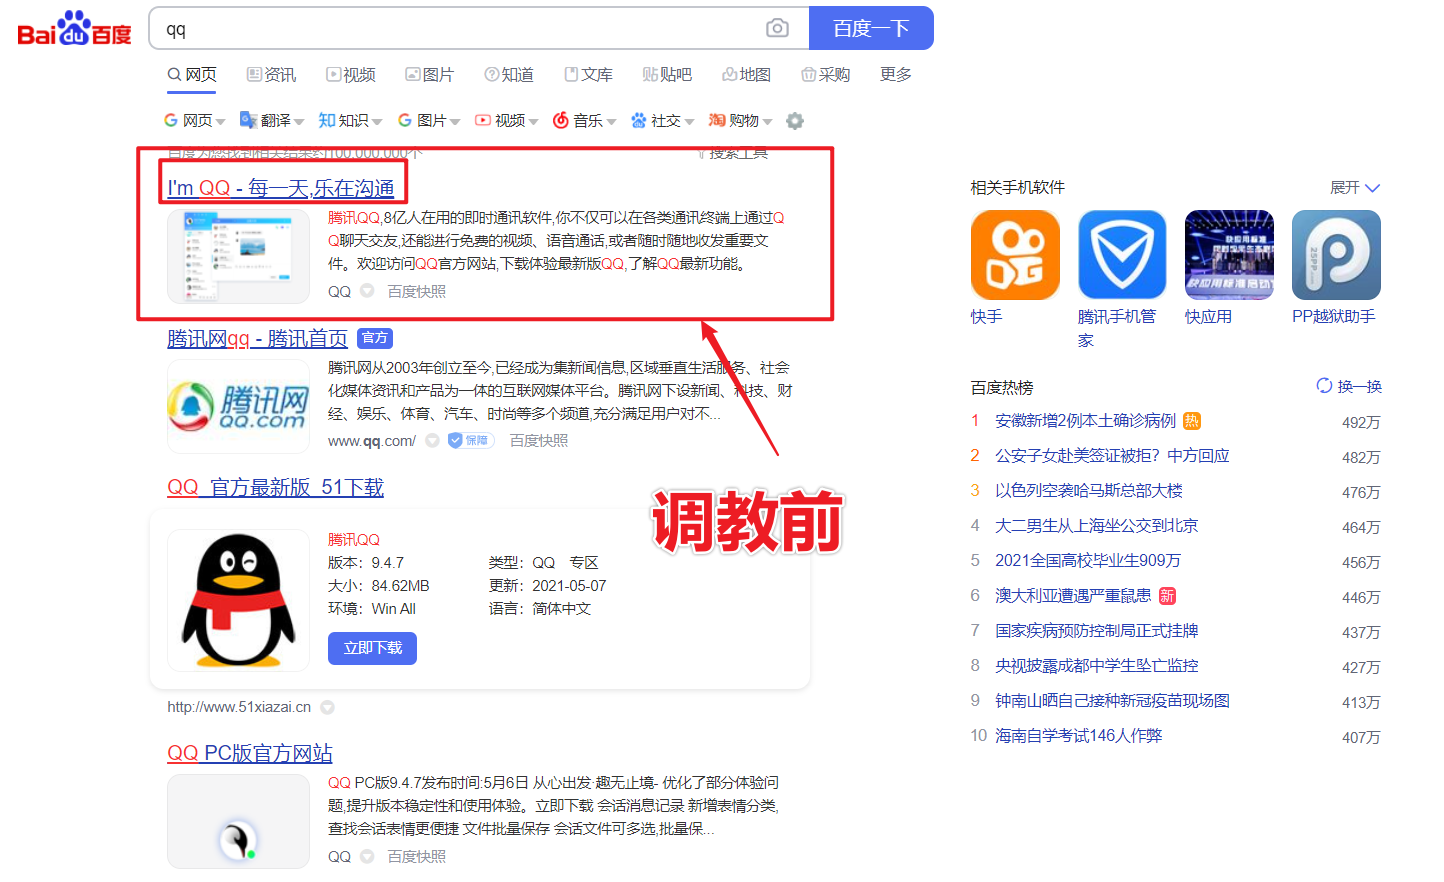 Bai du 百度
qq
百度一下
网页 资讯 视频 图片 知道 文库 贴吧 地图 采购 更多
网页 翻译 知识 图片 视频 音乐 社交 购物
百度为您找到相关结果约100,000,000个 搜索工具
I'm QQ - 每一天,乐在沟通
腾讯QQ,8亿人在用的即时通讯软件,你不仅可以在各类通讯终端上通过Q
Q聊天交友,还能进行免费的视频、语音通话,或者随时随地收发重要文
件。欢迎访问QQ官方网站,下载体验最新版QQ,了解QQ最新功能。
QQ 百度快照
腾讯网qq - 腾讯首页 官方
腾讯网从2003年创立至今,已经成为集新闻信息,区域垂直生活服务、社会
化媒体资讯和产品为一体的互联网媒体平台。腾讯网下设新闻、科技、财
经、娱乐、体育、汽车、时尚等多个频道,充分满足用户对不...
腾讯网
QQ.com
www.qq.com/ 保障 百度快照
QQ 官方最新版 51下载
调教前
腾讯QQ
版本：9.4.7 类型：QQ 专区
大小：84.62MB 更新：2021-05-07
环境：Win All 语言：简体中文
立即下载
http://www.51xiazai.cn
QQ PC版官方网站
QQ PC版9.4.7发布时间:5月6日 从心出发·趣无止境- 优化了部分体验问
题,提升版本稳定性和使用体验。立即下载 会话消息记录 新增表情分类,
查找会话表情更便捷 文件批量保存 会话文件可多选,批量保...
QQ 百度快照
相关手机软件 展开
25PP.com
快手 腾讯手机管家 快应用 PP越狱助手
百度热榜 换一换
1 安徽新增2例本土确诊病例 热 492万
2 公安子女赴美签证被拒？中方回应 482万
3 以色列空袭哈马斯总部大楼 476万
4 大二男生从上海坐公交到北京 464万
5 2021全国高校毕业生909万 456万
6 澳大利亚遭遇严重鼠患 新 446万
7 国家疾病预防控制局正式挂牌 437万
8 央视披露成都中学生坠亡监控 427万
9 钟南山晒自己接种新冠疫苗现场图 413万
10 海南自学考试146人作弊 407万